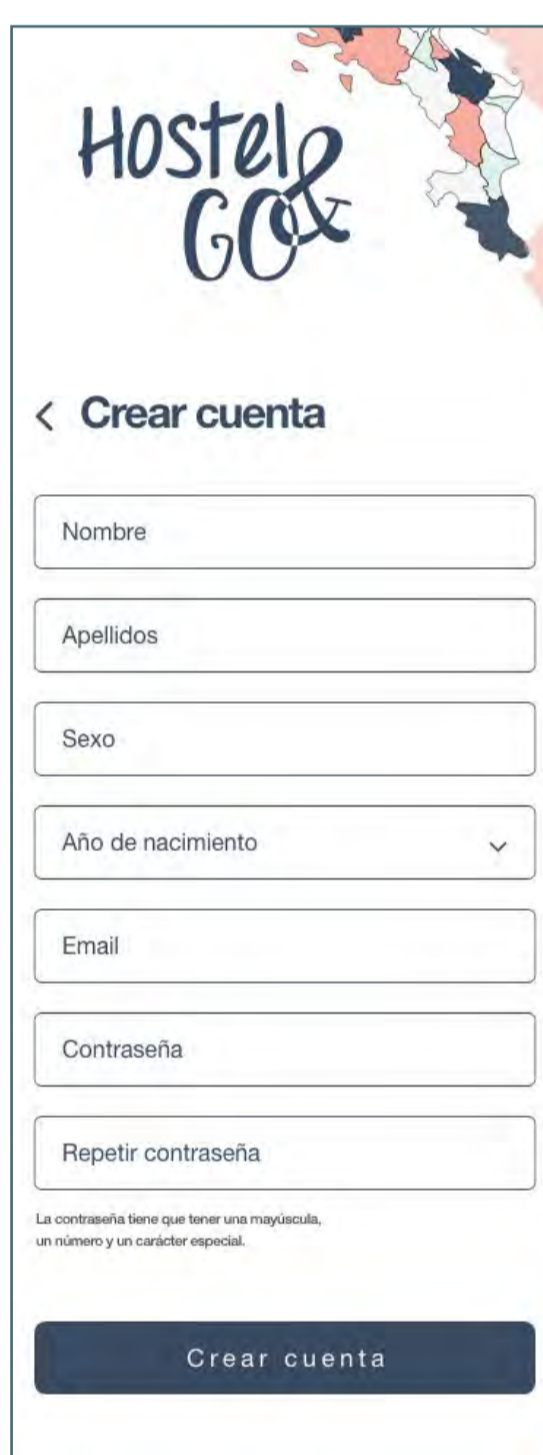 Hostel
&
GO
Crear cuenta
Nombre
Apellidos
Sexo
Año de nacimiento
Email
Contraseña
Repetir contraseña
La contraseña tiene que tener una mayúscula,
un número y un carácter especial.
Crear cuenta